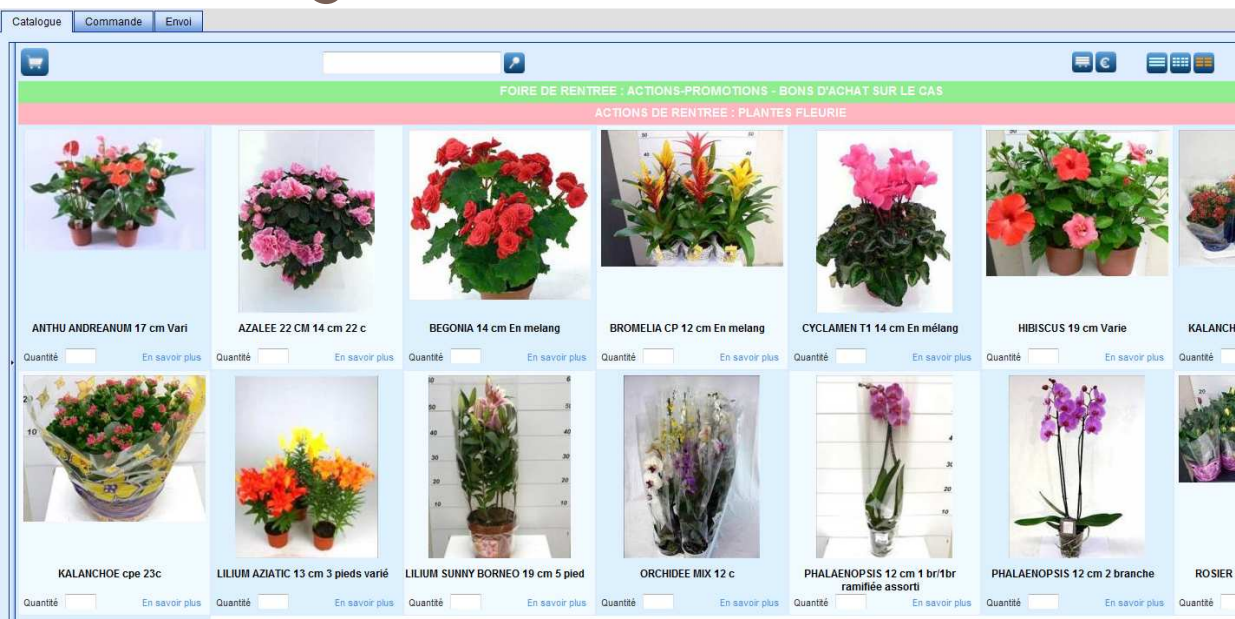 Catalogue Commande Envoi
FOIRE DE RENTREE : ACTIONS-PROMOTIONS - BONS D'ACHAT SUR LE CAS
ACTIONS DE RENTREE : PLANTES FLEURIE
ANTHU ANDREANUM 17 cm Vari
AZALEE 22 CM 14 cm 22 c
BEGONIA 14 cm En melang
BROMELIA CP 12 cm En melang
CYCLAMEN T1 14 cm En mélang
HIBISCUS 19 cm Varie
KALANCH
Quantité En savoir plus Quantité En savoir plus Quantité En savoir plus Quantité En savoir plus Quantité En savoir plus Quantité En savoir plus Quantité
KALANCHOE cpe 23c
LILIUM AZIATIC 13 cm 3 pieds varié
LILIUM SUNNY BORNEO 19 cm 5 pied
ORCHIDEE MIX 12 c
PHALAENOPSIS 12 cm 1 br/1br
ramifiée assorti
PHALAENOPSIS 12 cm 2 branche
ROSIER
Quantité En savoir plus Quantité En savoir plus Quantité En savoir plus Quantité En savoir plus Quantité En savoir plus Quantité En savoir plus Quantité